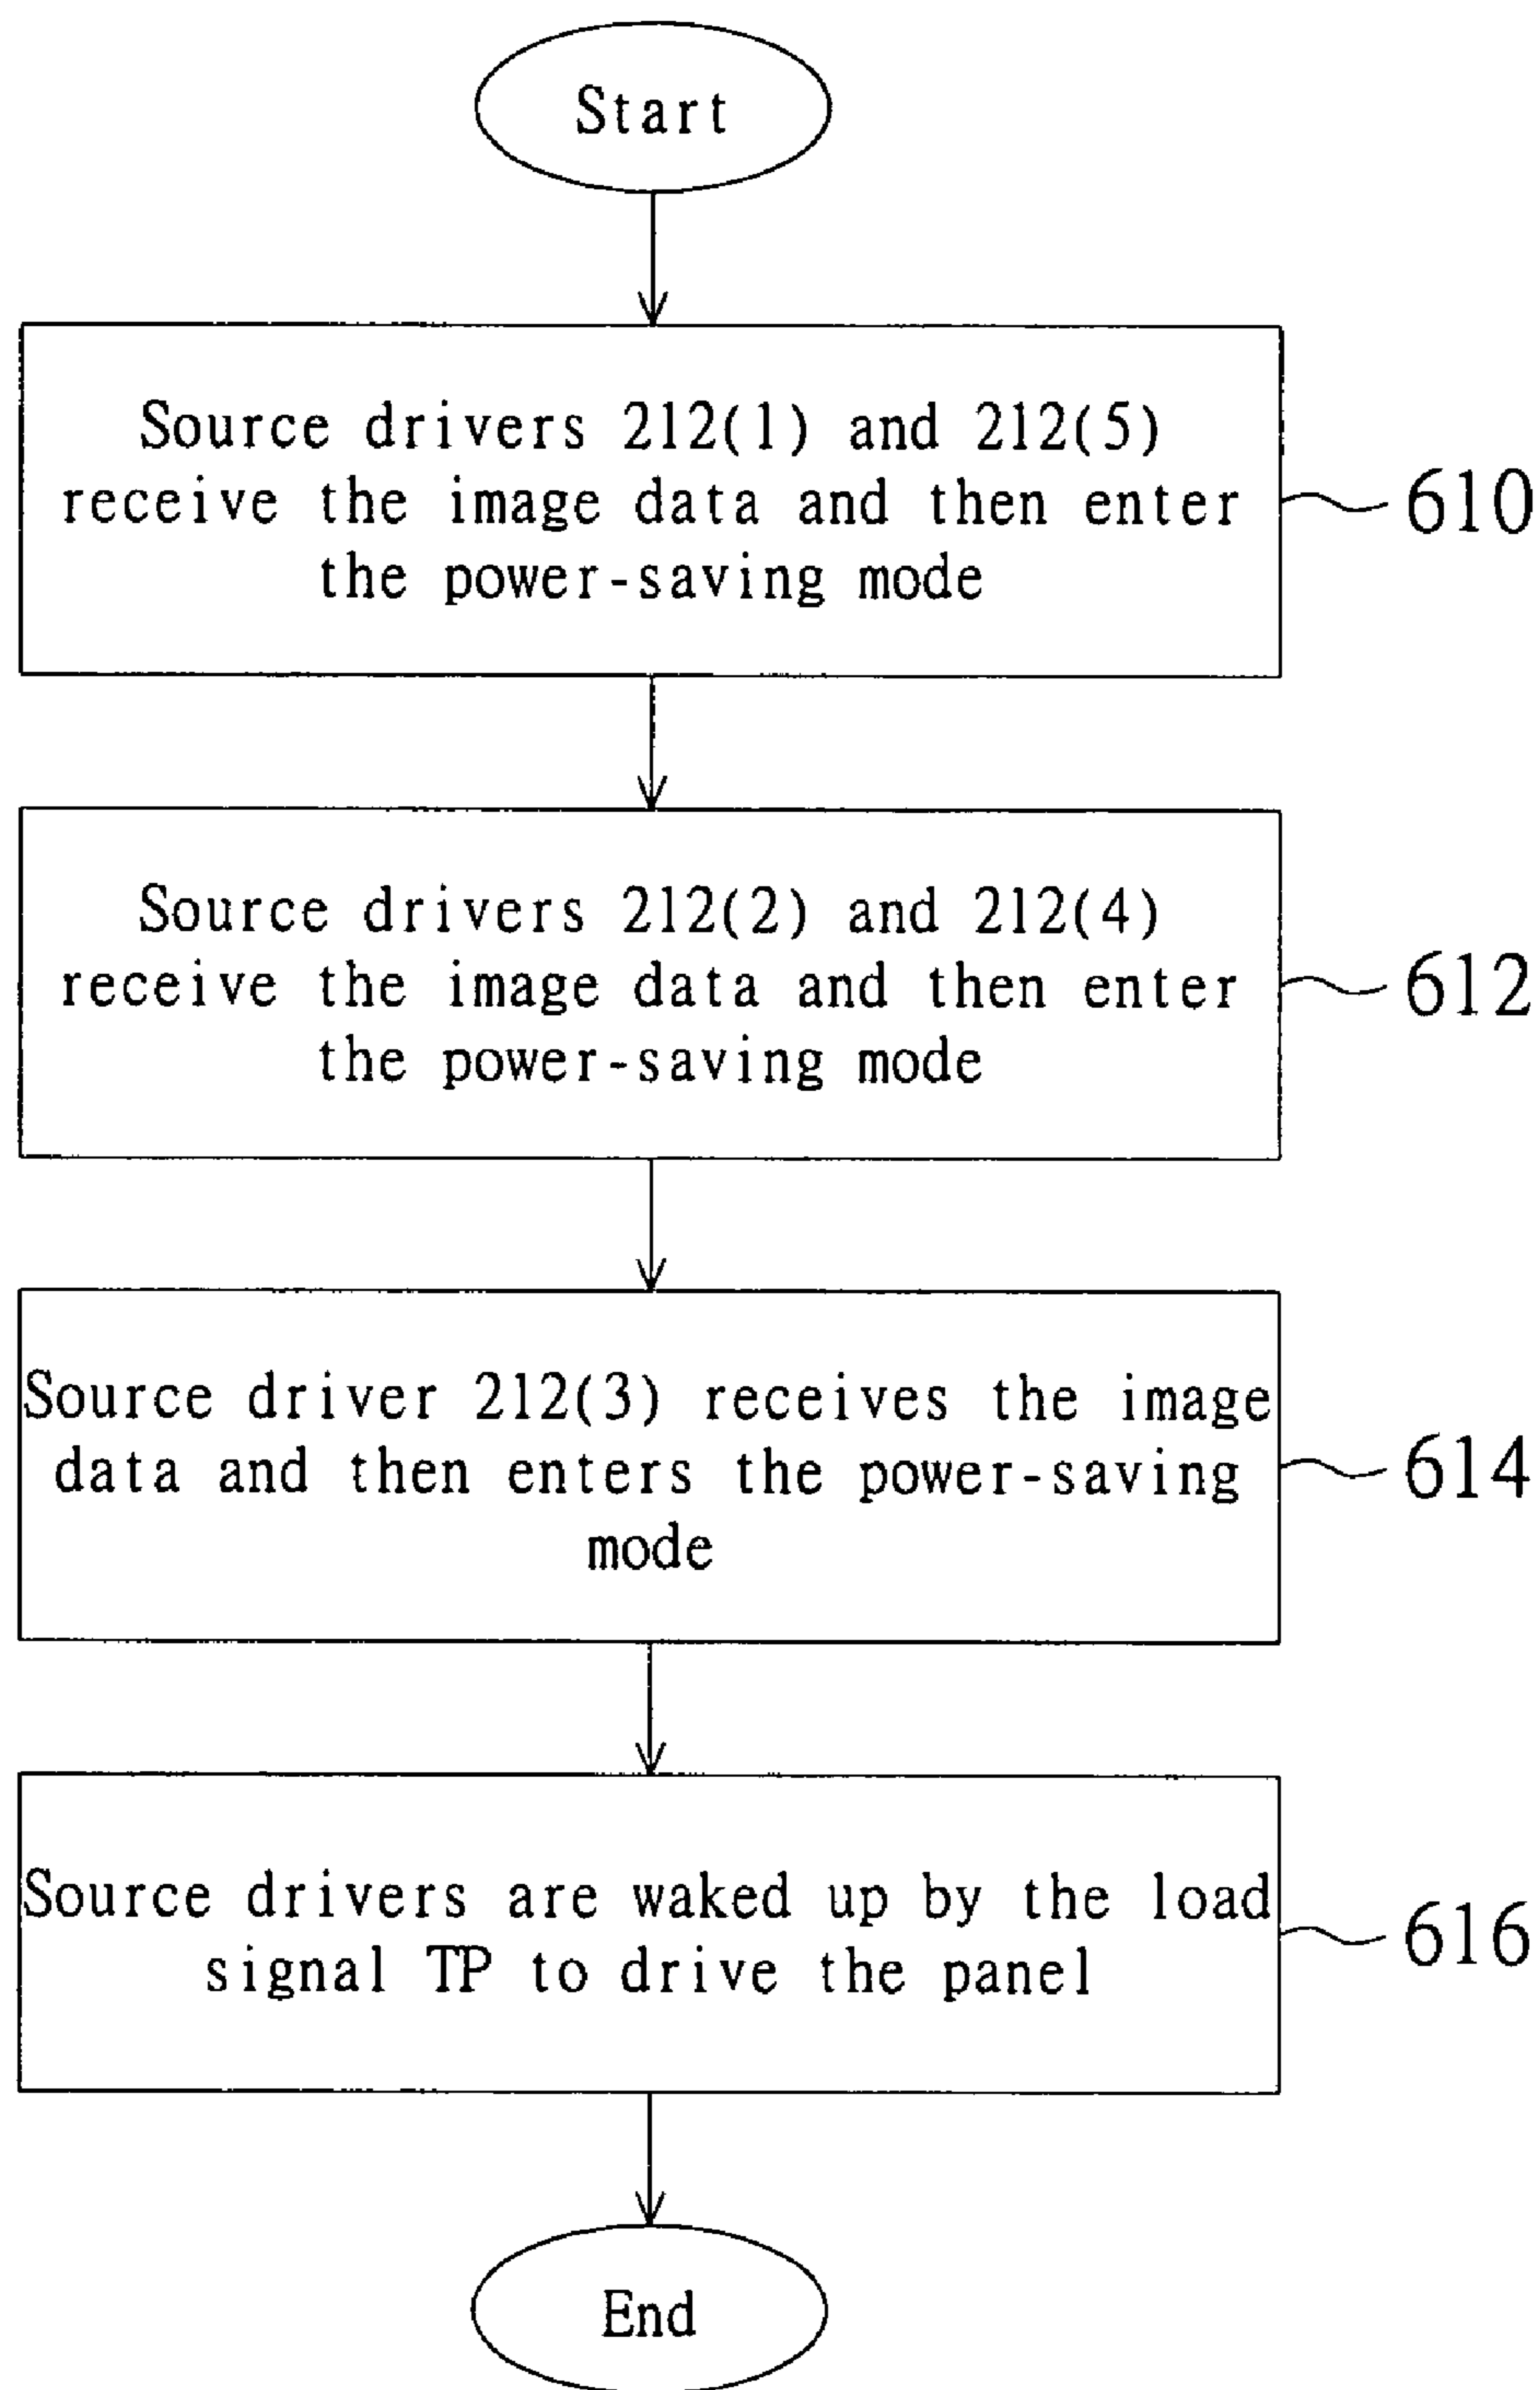 Start
Source drivers 212(1) and 212(5)
receive the image data and then enter
the power-saving mode
610
Source drivers 212(2) and 212(4)
receive the image data and then enter
the power-saving mode
612
Source driver 212(3) receives the image
data and then enters the power-saving
mode
614
Source drivers are waked up by the load
signal TP to drive the panel
616
End